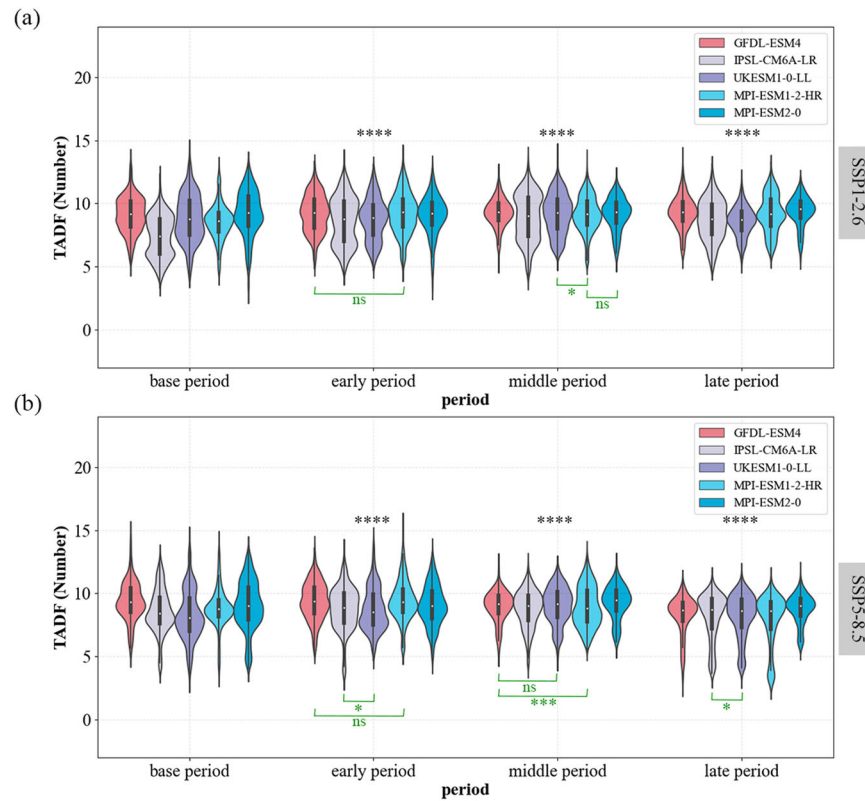 (a)
20
15
10
5
0
TADF (Number)
GFDL-ESM4
IPSL-CM6A-LR
UKESM1-0-LL
MPI-ESM1-2-HR
MPI-ESM2-0
**** **** ****
ns * ns
base period early period middle period late period
period
SSP1-2.6
(b)
20
15
10
5
0
TADF (Number)
GFDL-ESM4
IPSL-CM6A-LR
UKESM1-0-LL
MPI-ESM1-2-HR
MPI-ESM2-0
**** **** ****
ns
* *** *
ns
base period early period middle period late period
period
SSP5-8.5